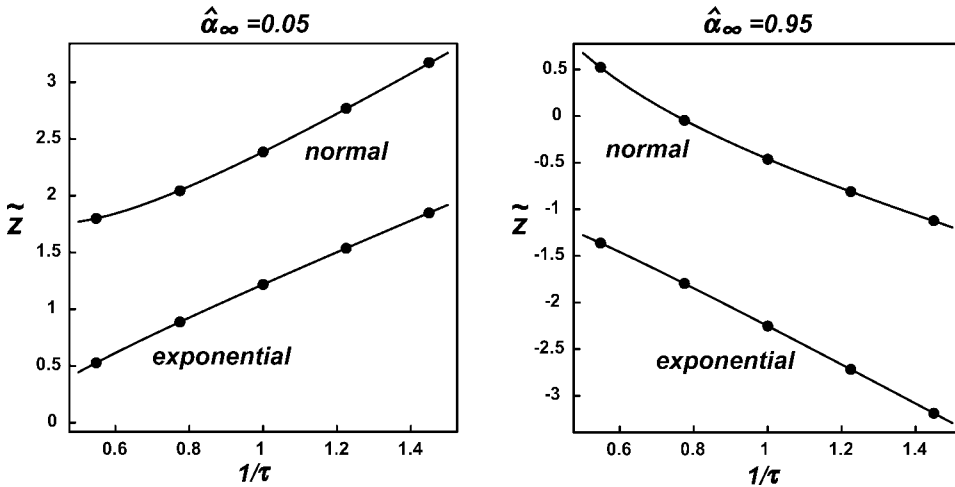 α̂∞ =0.05
3
2.5
2
1.5
1
0.5
0
z̃
normal
exponential
0.6
0.8
1
1.2
1.4
1/τ
α̂∞ =0.95
0.5
0
-0.5
-1
-1.5
-2
-2.5
-3
z̃
normal
exponential
0.6
0.8
1
1.2
1.4
1/τ